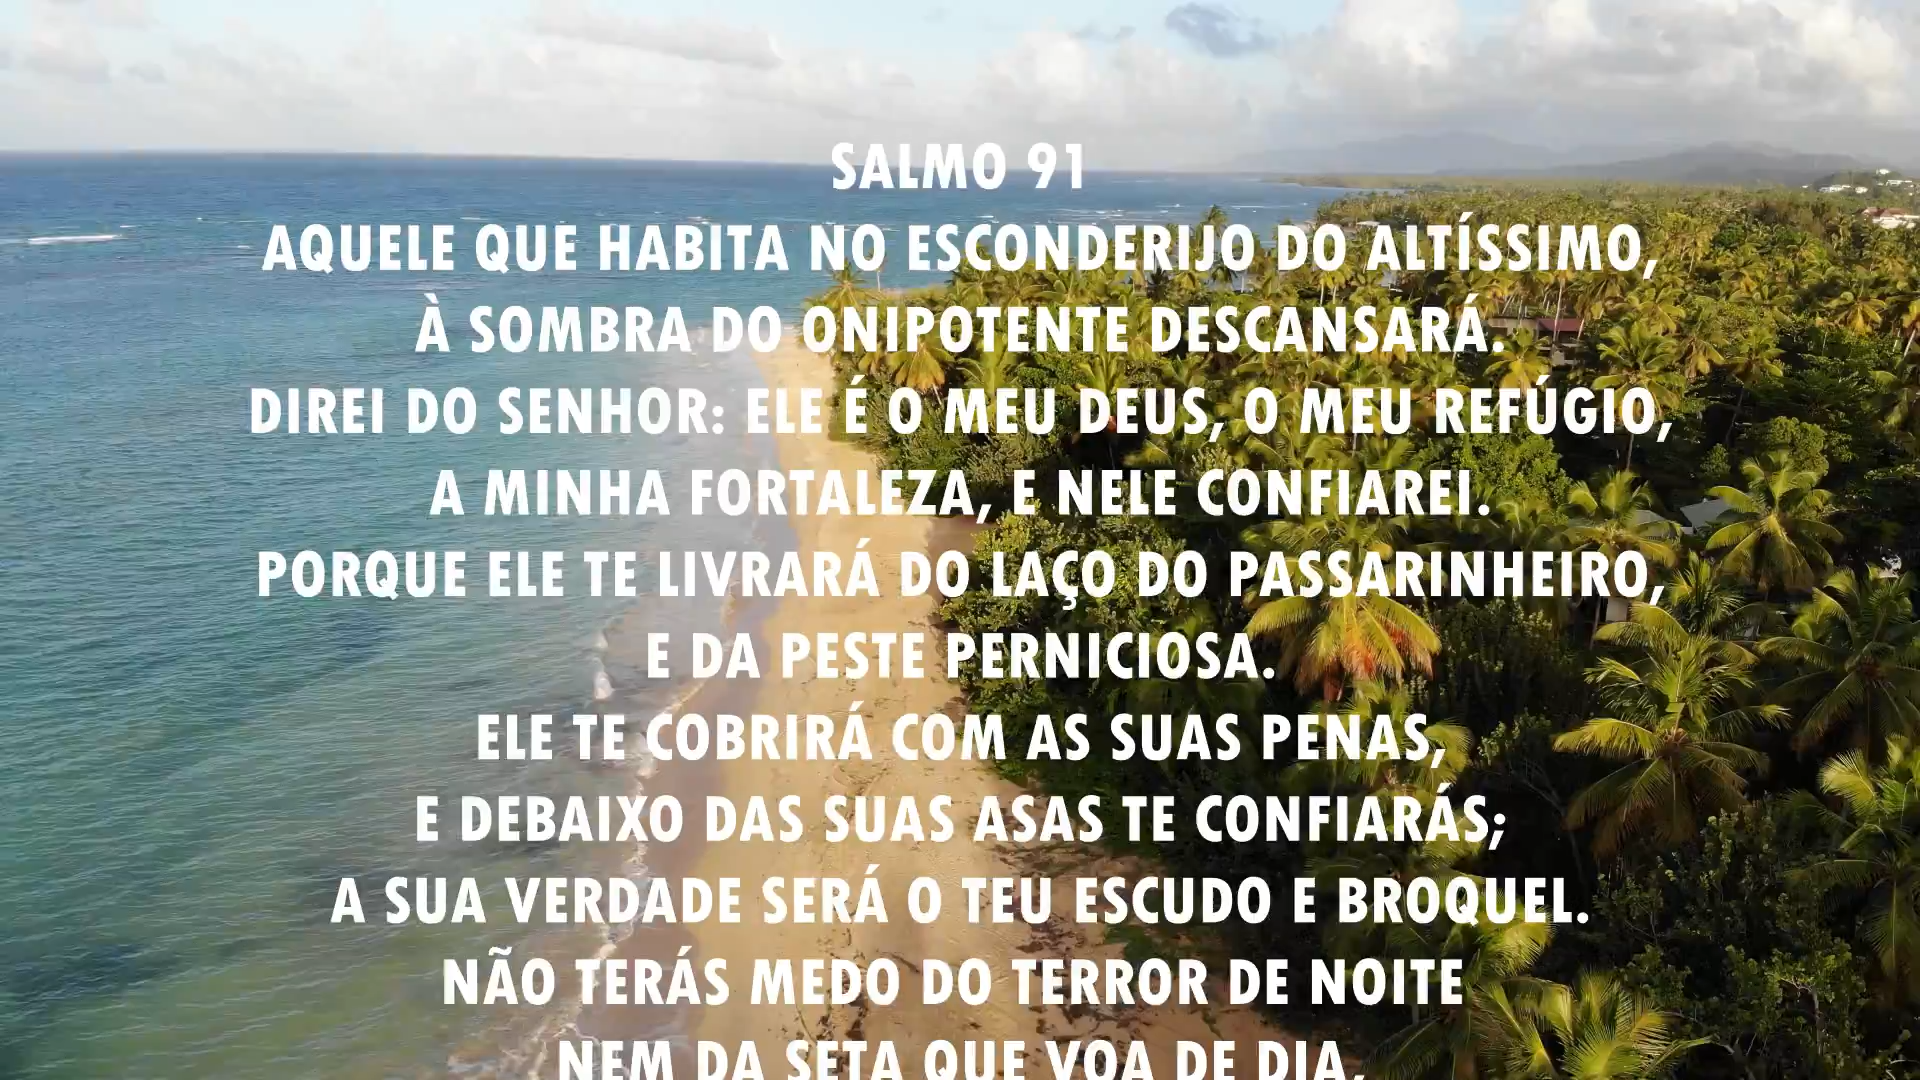 SALMO 91
AQUELE QUE HABITA NO ESCONDERIJO DO ALTÍSSIMO,
À SOMBRA DO ONIPOTENTE DESCANSARÁ.
DIREI DO SENHOR: ELE É O MEU DEUS, O MEU REFÚGIO,
A MINHA FORTALEZA, E NELE CONFIAREI.
PORQUE ELE TE LIVRARÁ DO LAÇO DO PASSARINHEIRO,
E DA PESTE PERNICIOSA.
ELE TE COBRIRÁ COM AS SUAS PENAS,
E DEBAIXO DAS SUAS ASAS TE CONFIARÁS;
A SUA VERDADE SERÁ O TEU ESCUDO E BROQUEL.
NÃO TERÁS MEDO DO TERROR DE NOITE
NEM DA SETA QUE VOA DE DIA,